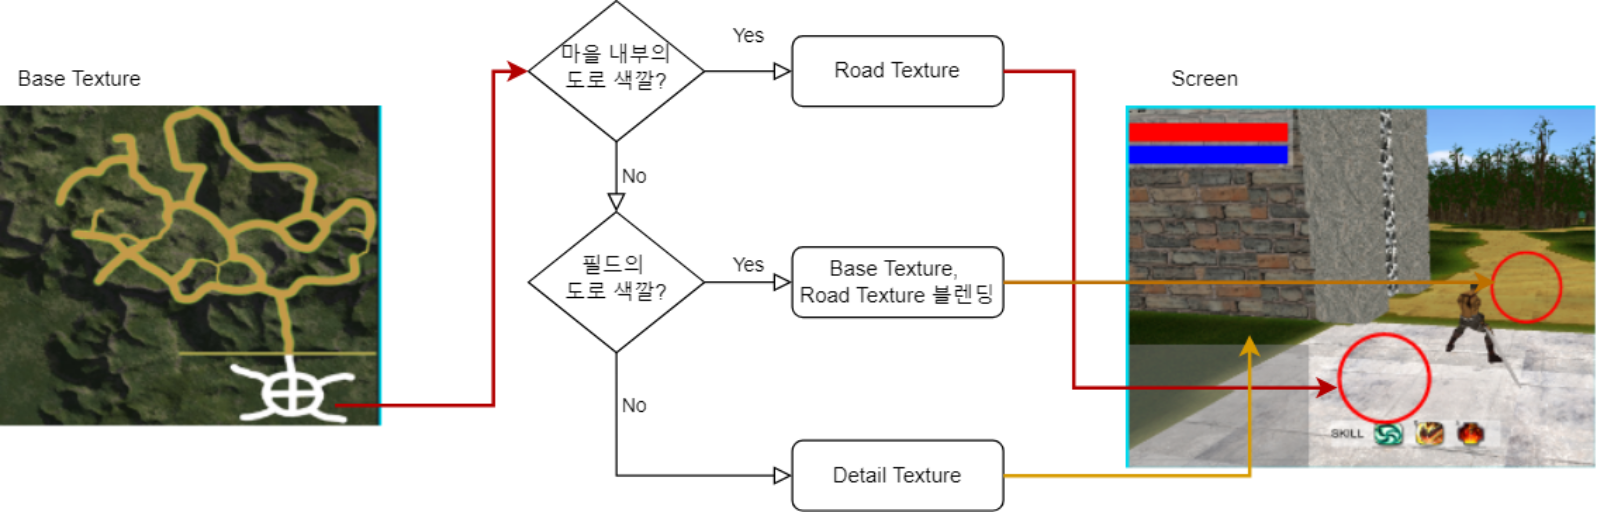 Base Texture
마을 내부의
도로 색깔?
Yes
Road Texture
Screen
No
필드의
도로 색깔?
Yes
Base Texture,
Road Texture 블렌딩
No
Detail Texture
SKILL